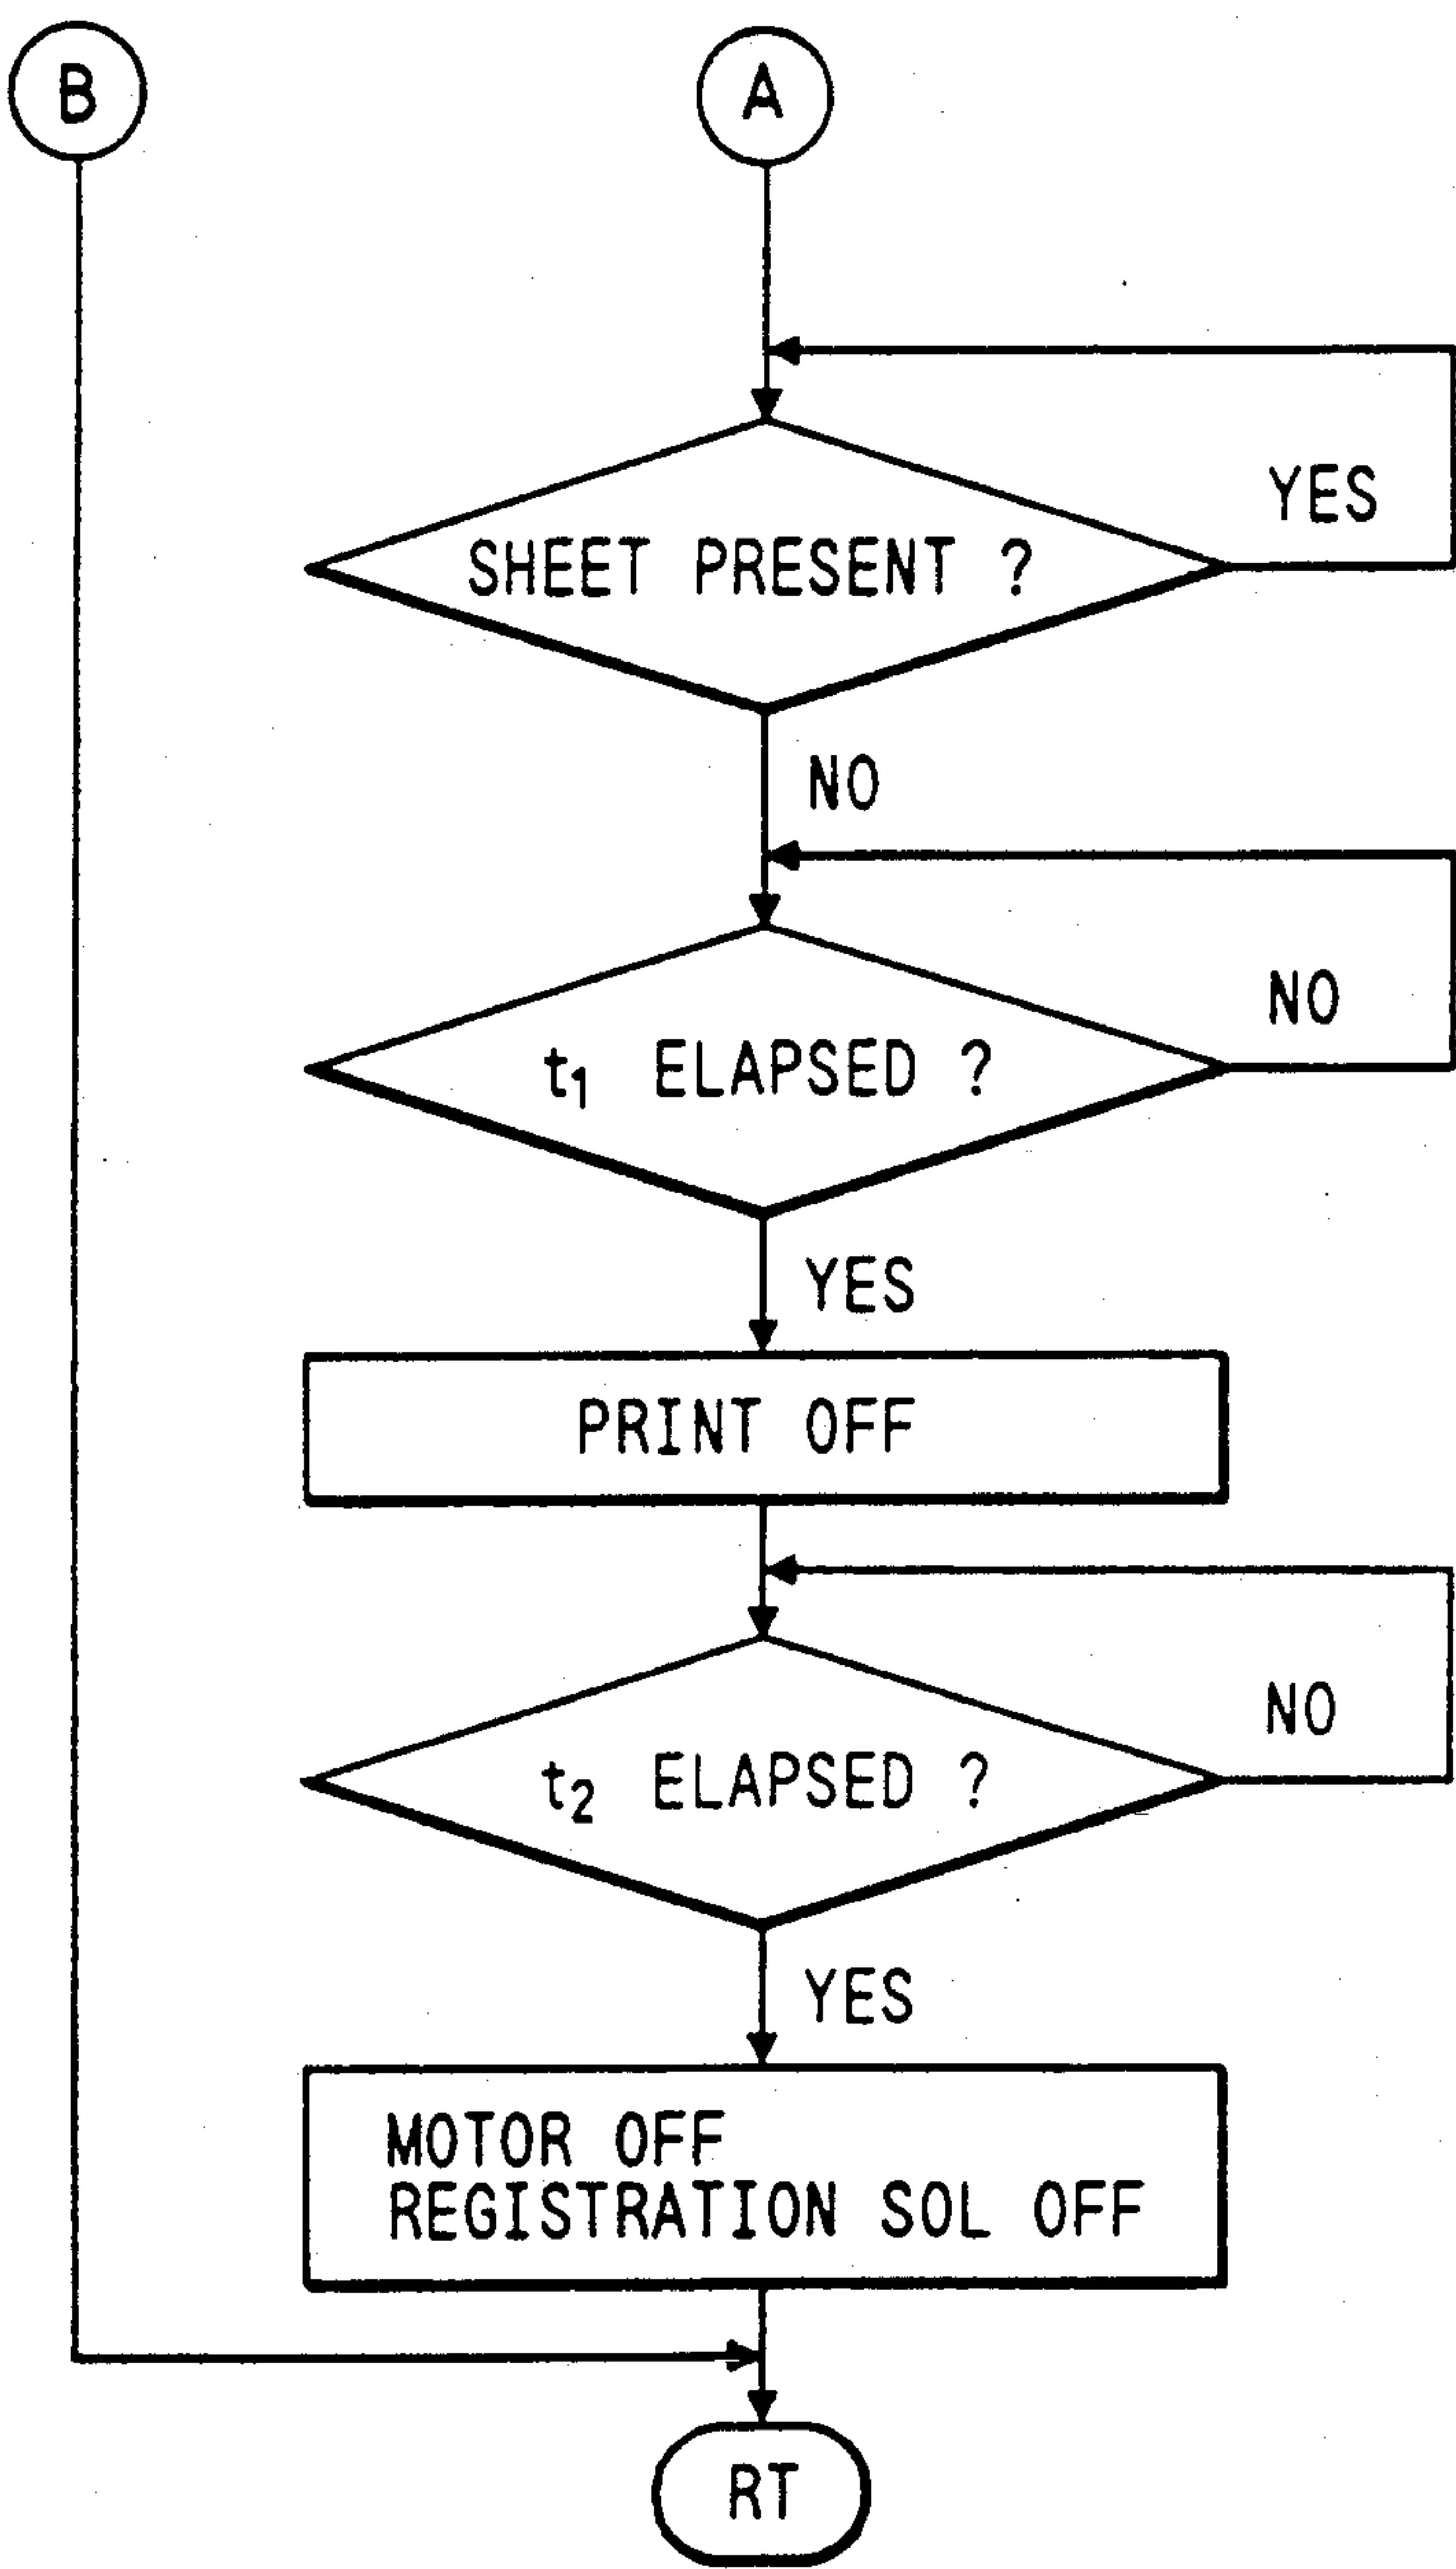 B
A
SHEET PRESENT ?
YES
NO
t₁ ELAPSED ?
NO
YES
PRINT OFF
t₂ ELAPSED ?
NO
YES
MOTOR OFF
REGISTRATION SOL OFF
RT